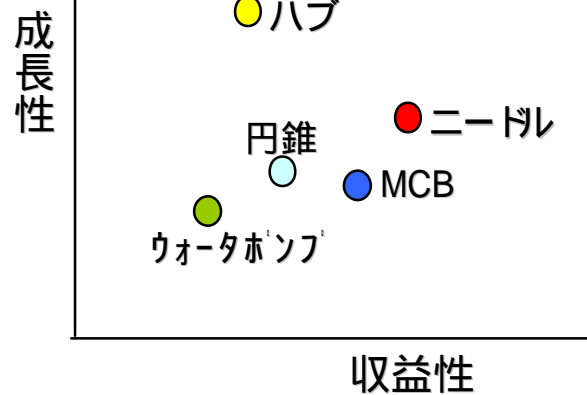 成長性
ハブ
ニードル
円錐
MCB
ｳｫｰﾀﾎﾟﾝﾌﾟ
収益性